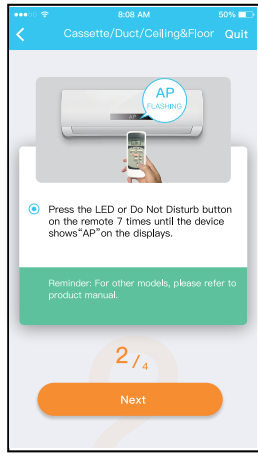 8:08 AM
50%
Cassette/Duct/Ceiling&Floor Quit
AP
FLASHING
AP
Press the LED or Do Not Disturb button
on the remote 7 times until the device
shows“AP”on the displays.
Reminder: For other models, please refer to
product manual.
2/4
Next